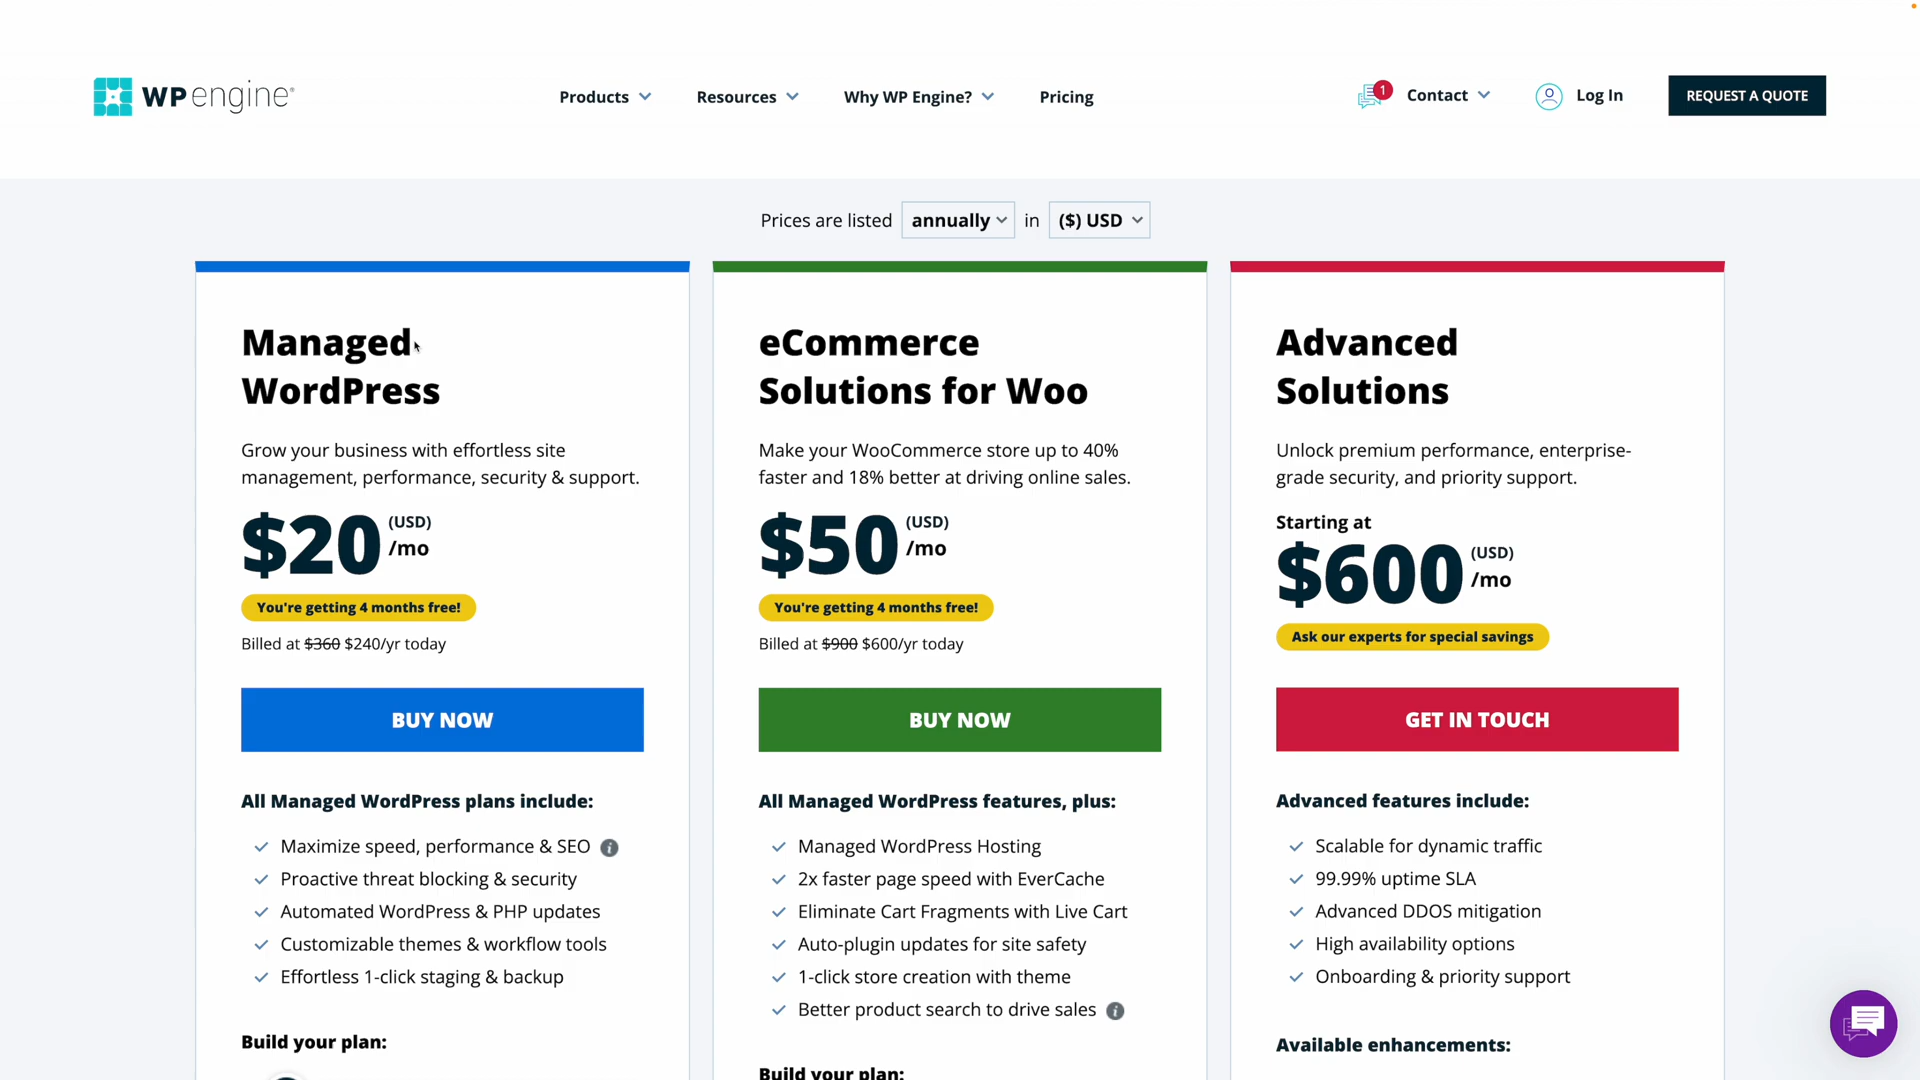 WP engine®
Products
Resources
Why WP Engine?
Pricing
1
Contact
Log In
REQUEST A QUOTE
Prices are listed annually in ($) USD
Managed
WordPress
Grow your business with effortless site
management, performance, security & support.
$20 (USD)
/mo
You're getting 4 months free!
Billed at $360 $240/yr today
BUY NOW
All Managed WordPress plans include:
Maximize speed, performance & SEO i
Proactive threat blocking & security
Automated WordPress & PHP updates
Customizable themes & workflow tools
Effortless 1-click staging & backup
Build your plan:
eCommerce
Solutions for Woo
Make your WooCommerce store up to 40%
faster and 18% better at driving online sales.
$50 (USD)
/mo
You're getting 4 months free!
Billed at $900 $600/yr today
BUY NOW
All Managed WordPress features, plus:
Managed WordPress Hosting
2x faster page speed with EverCache
Eliminate Cart Fragments with Live Cart
Auto-plugin updates for site safety
1-click store creation with theme
Better product search to drive sales i
Build your plan:
Advanced
Solutions
Unlock premium performance, enterprise-
grade security, and priority support.
Starting at
$600 (USD)
/mo
Ask our experts for special savings
GET IN TOUCH
Advanced features include:
Scalable for dynamic traffic
99.99% uptime SLA
Advanced DDOS mitigation
High availability options
Onboarding & priority support
Available enhancements: